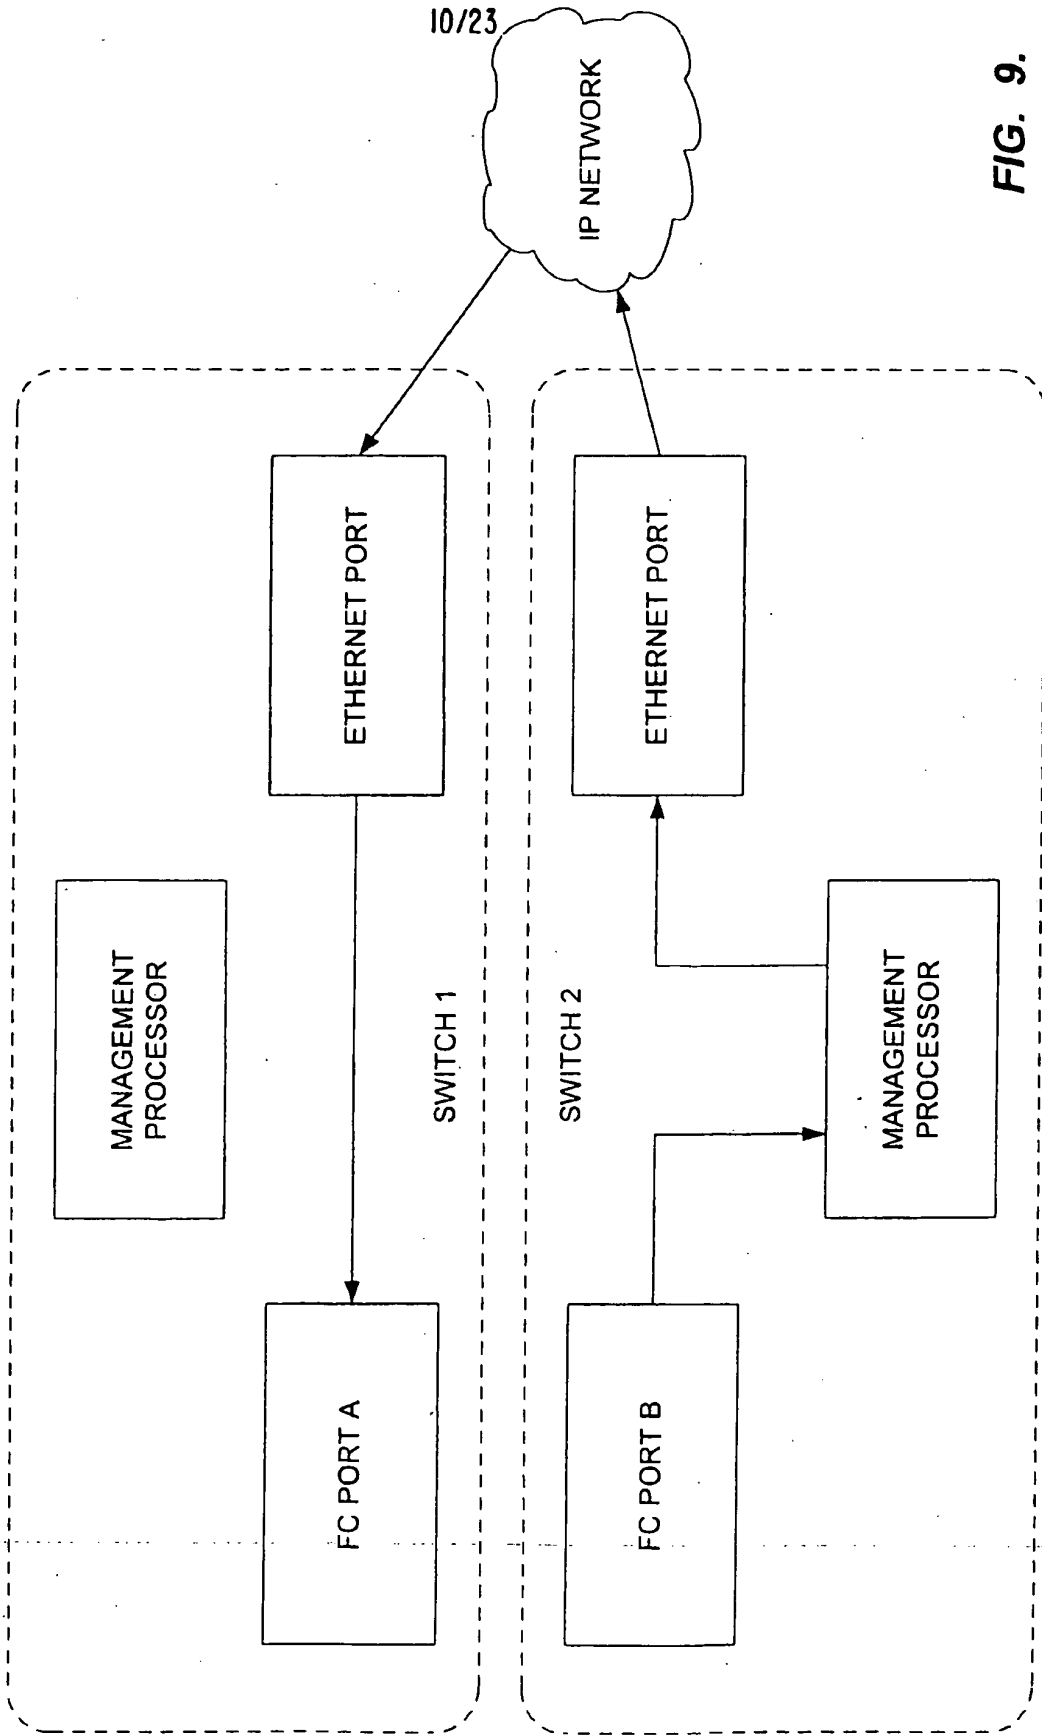 10/23
MANAGEMENT
PROCESSOR
FC PORT A
ETHERNET PORT
SWITCH 1
IP NETWORK
SWITCH 2
FC PORT B
ETHERNET PORT
MANAGEMENT
PROCESSOR
FIG. 9.